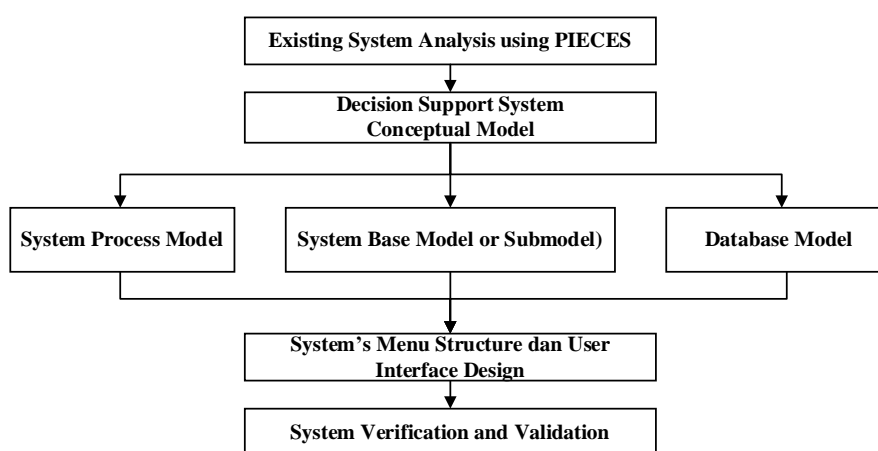 Existing System Analysis using PIECES
Decision Support System
Conceptual Model
System Process Model
System Base Model or Submodel)
Database Model
System’s Menu Structure dan User
Interface Design
System Verification and Validation